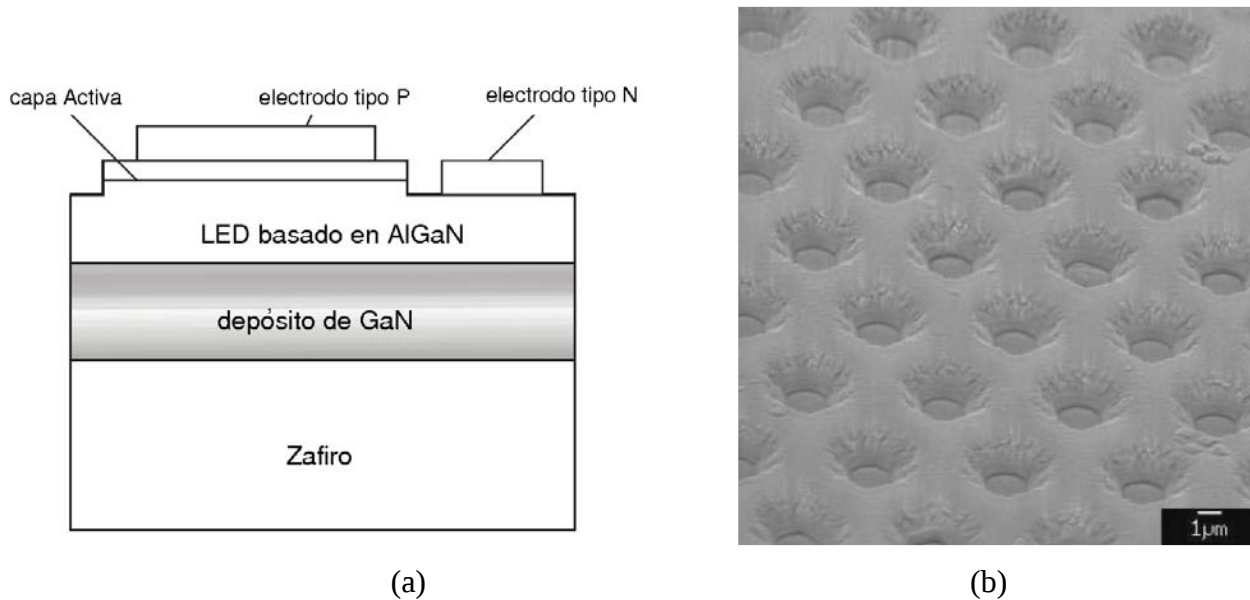 capa Activa
electrodo tipo P
electrodo tipo N
LED basado en AlGaN
depósito de GaN
Zafiro
1µm
(a)
(b)